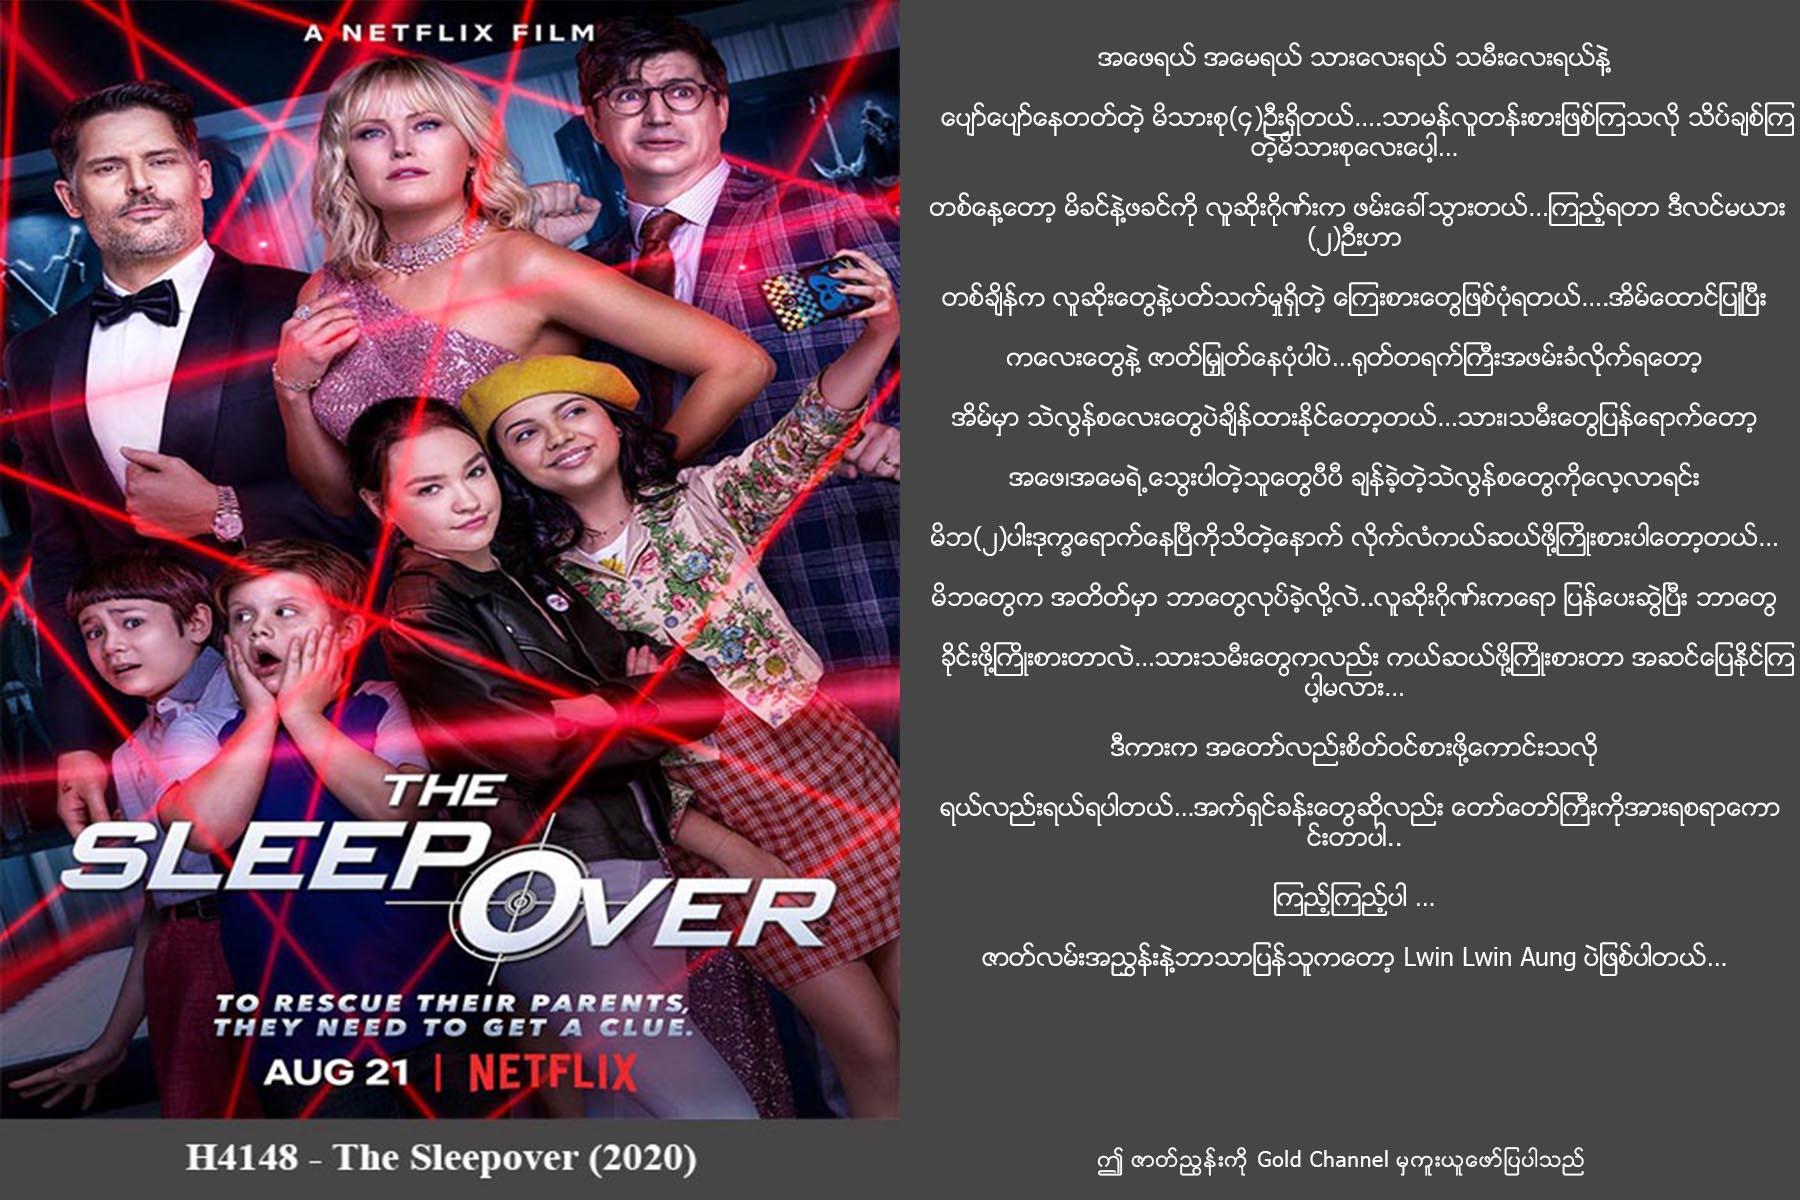 A NETFLIX FILM
THE
SLEEPOVER
TO RESCUE THEIR PARENTS,
THEY NEED TO GET A CLUE.
AUG 21 | NETFLIX
H4148 - The Sleepover (2020)
အဖေရယ် အမေရယ် သားလေးရယ် သမီးလေးရယ်နဲ့
ပျော်ပျော်နေတတ်တဲ့ မိသားစု(၄)ဦးရှိတယ်....သာမန်လူတန်းစားဖြစ်ကြသလို သိပ်ချစ်ကြ
တဲ့မိသားစုလေးပေါ့...
တစ်နေ့တော့ မိခင်နဲ့ဖခင်ကို လူဆိုးဂိုဏ်းက ဖမ်းခေါ်သွားတယ်...ကြည့်ရတာ ဒီလင်မယား
(၂)ဦးဟာ
တစ်ချိန်က လူဆိုးတွေနဲ့ပတ်သက်မှုရှိတဲ့ ကြေးစားတွေဖြစ်ပုံရတယ်....အိမ်ထောင်ပြုပြီး
ကလေးတွေနဲ့ ဇာတ်မြှုတ်နေပုံပါပဲ...ရုတ်တရက်ကြီးအဖမ်းခံလိုက်ရတော့
အိမ်မှာ သဲလွန်စလေးတွေပဲချိန်ထားနိုင်တော့တယ်...သား၊သမီးတွေပြန်ရောက်တော့
အဖေ၊အမေရဲ့သွေးပါတဲ့သူတွေပီပီ ချန်ခဲ့တဲ့သဲလွန်စတွေကိုလေ့လာရင်း
မိဘ(၂)ပါးဒုက္ခရောက်နေပြီကိုသိတဲ့နောက် လိုက်လံကယ်ဆယ်ဖို့ကြိုးစားပါတော့တယ်...
မိဘတွေက အတိတ်မှာ ဘာတွေလုပ်ခဲ့လို့လဲ..လူဆိုးဂိုဏ်းကရော ပြန်ပေးဆွဲပြီး ဘာတွေ
ခိုင်းဖို့ကြိုးစားတာလဲ...သားသမီးတွေကလည်း ကယ်ဆယ်ဖို့ကြိုးစားတာ အဆင်ပြေနိုင်ကြ
ပါ့မလား...
ဒီကားက အတော်လည်းစိတ်ဝင်စားဖို့ကောင်းသလို
ရယ်လည်းရယ်ရပါတယ်...အက်ရှင်ခန်းတွေဆိုလည်း တော်တော်ကြီးကိုအားရစရာကော
င်းတာပါ..
ကြည့်ကြည့်ပါ ...
ဇာတ်လမ်းအညွှန်းနဲ့ဘာသာပြန်သူကတော့ Lwin Lwin Aung ပဲဖြစ်ပါတယ်...
ဤ ဇာတ်ညွှန်းကို Gold Channel မှကူးယူဖော်ပြပါသည်